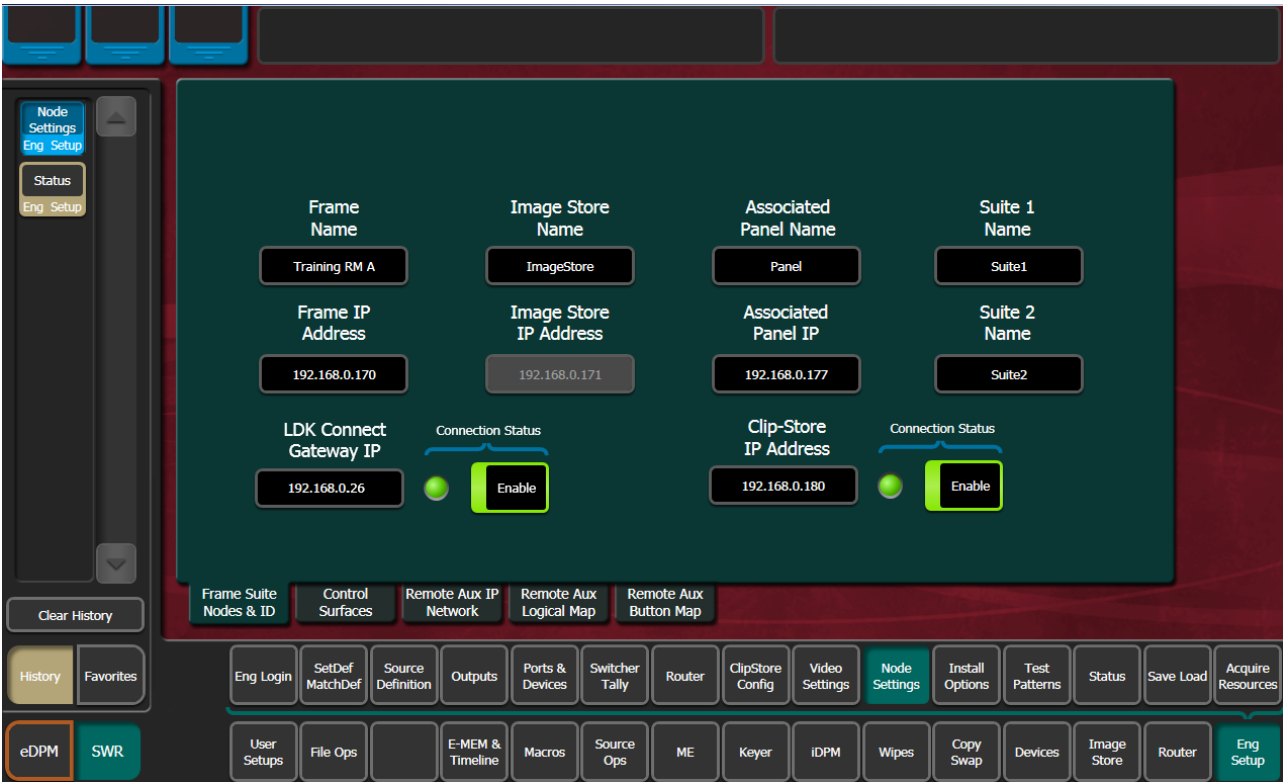 Node
Settings
Eng Setup
Status
Eng Setup
Clear History
History
Favorites
eDPM
SWR
Frame
Name
Image Store
Name
Associated
Panel Name
Suite 1
Name
Training RM A
ImageStore
Panel
Suite1
Frame IP
Address
Image Store
IP Address
Associated
Panel IP
Suite 2
Name
192.168.0.170
192.168.0.171
192.168.0.177
Suite2
LDK Connect
Gateway IP
Connection Status
Clip-Store
IP Address
Connection Status
192.168.0.26
Enable
192.168.0.180
Enable
Frame Suite
Nodes & ID
Control
Surfaces
Remote Aux IP
Network
Remote Aux
Logical Map
Remote Aux
Button Map
Eng Login
SetDef
MatchDef
Source
Definition
Outputs
Ports &
Devices
Switcher
Tally
Router
ClipStore
Config
Video
Settings
Node
Settings
Install
Options
Test
Patterns
Status
Save Load
Acquire
Resources
User
Setups
File Ops
E-MEM &
Timeline
Macros
Source
Ops
ME
Keyer
iDPM
Wipes
Copy
Swap
Devices
Image
Store
Router
Eng
Setup